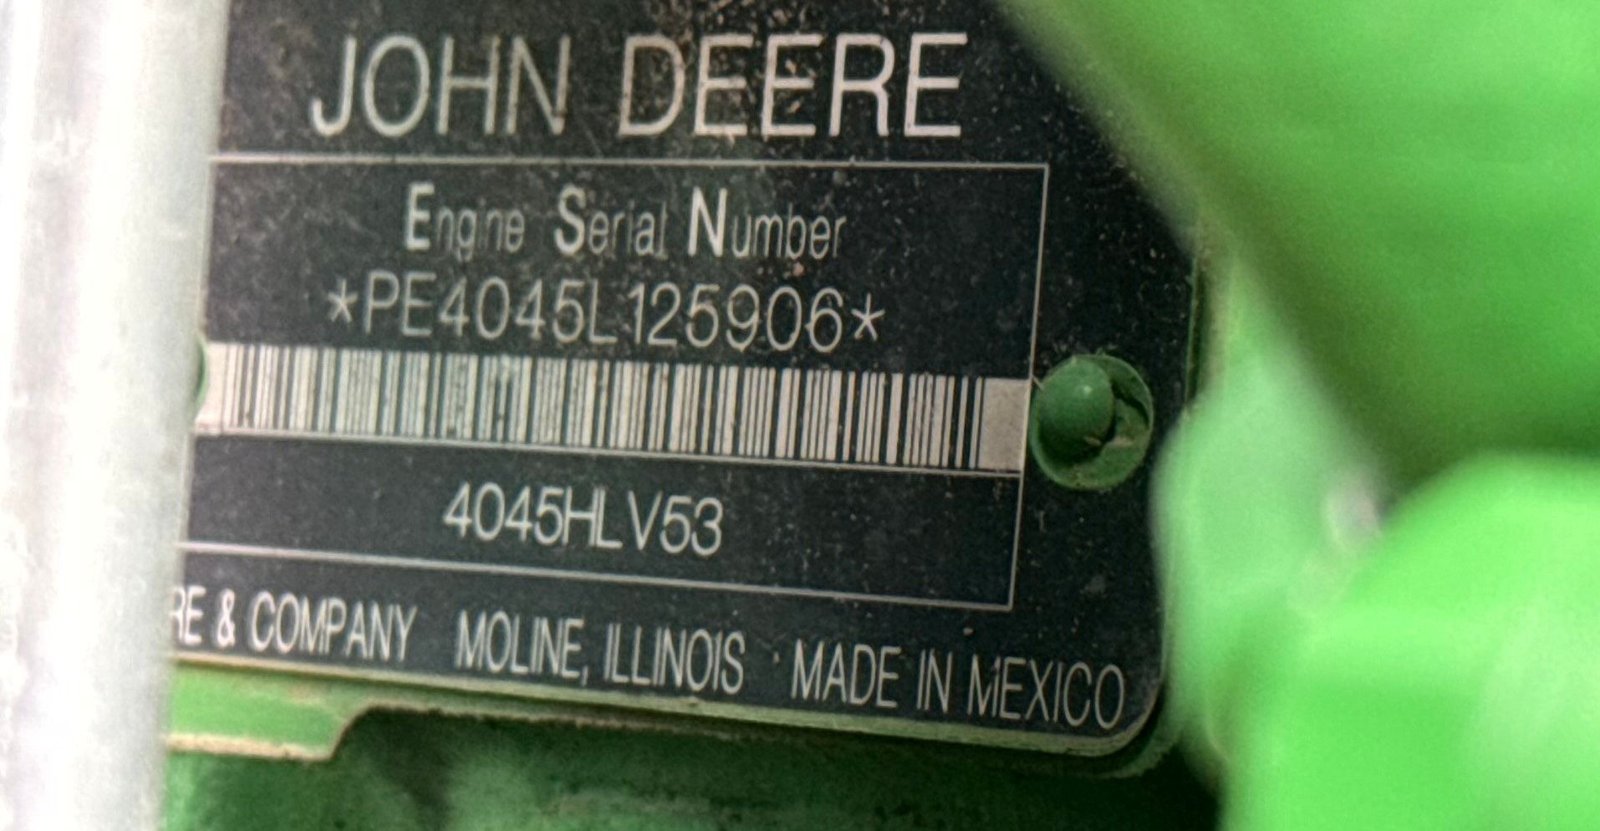 JOHN DEERE
Engine Serial Number
*PE4045L125906*
4045HLV53
RE & COMPANY MOLINE, ILLINOIS MADE IN MEXICO